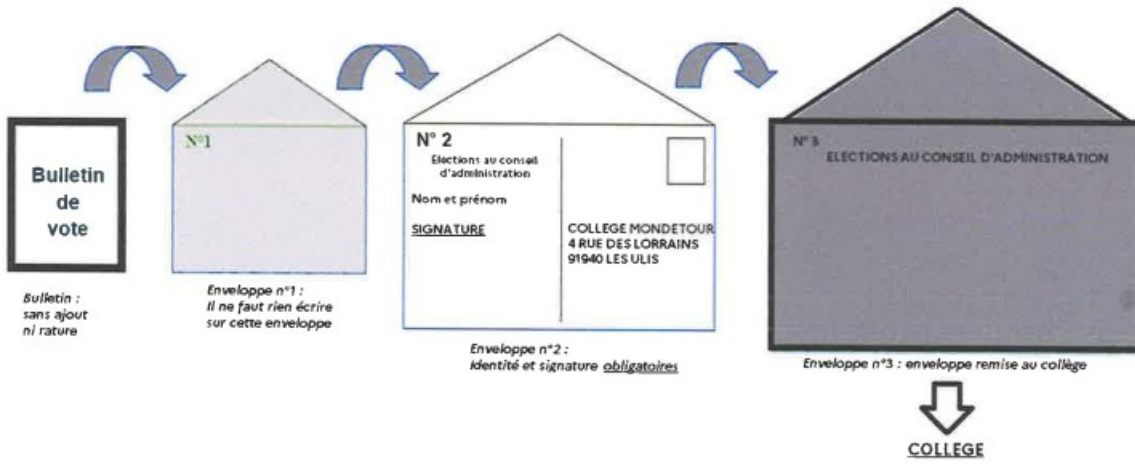 Bulletin
de
vote
Bulletin :
sans ajout
ni rature
N°1
Enveloppe n°1 :
Il ne faut rien écrire
sur cette enveloppe
N° 2
Elections au conseil
d'administration
Nom et prénom
SIGNATURE
COLLEGE MONDETOUR
4 RUE DES LORRAINS
91940 LES ULIS
Enveloppe n°2 :
Identité et signature obligatoires
N° 3
ELECTIONS AU CONSEIL D'ADMINISTRATION
Enveloppe n°3 : enveloppe remise au collège
COLLEGE